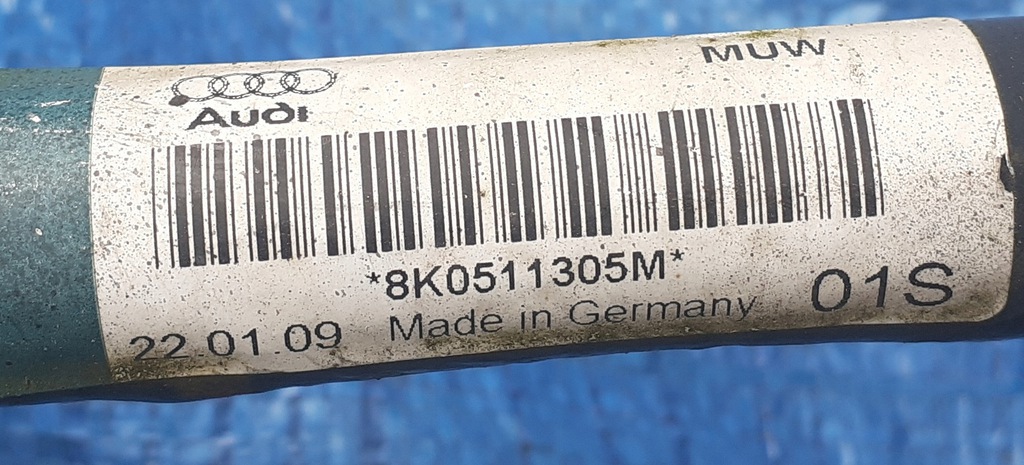 MUW
Audi
*8K0511305M*
22.01.09 Made in Germany 01S